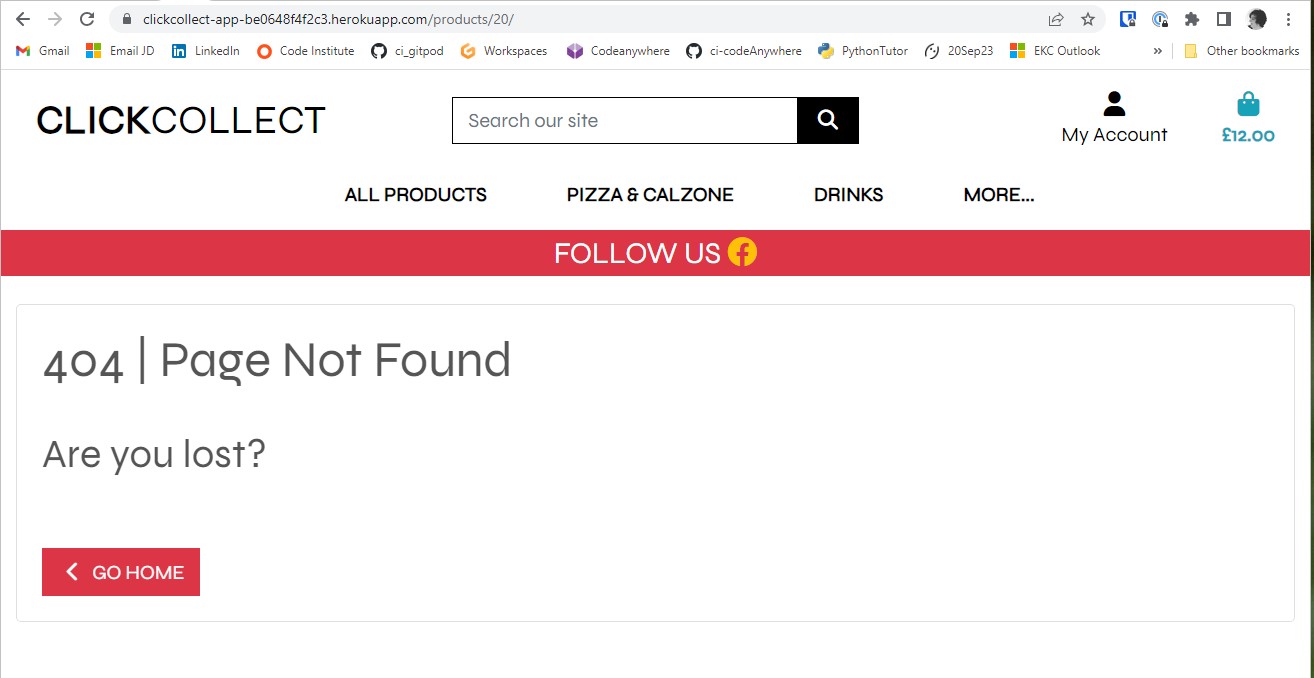 clickcollect-app-be0648f4f2c3.herokuapp.com/products/20/
Gmail Email JD LinkedIn Code Institute ci_gitpod Workspaces Codeanywhere ci-codeAnywhere PythonTutor 20Sep23 EKC Outlook » Other bookmarks
CLICKCOLLECT Search our site My Account £12.00
ALL PRODUCTS PIZZA & CALZONE DRINKS MORE...
FOLLOW US
404 | Page Not Found
Are you lost?
GO HOME